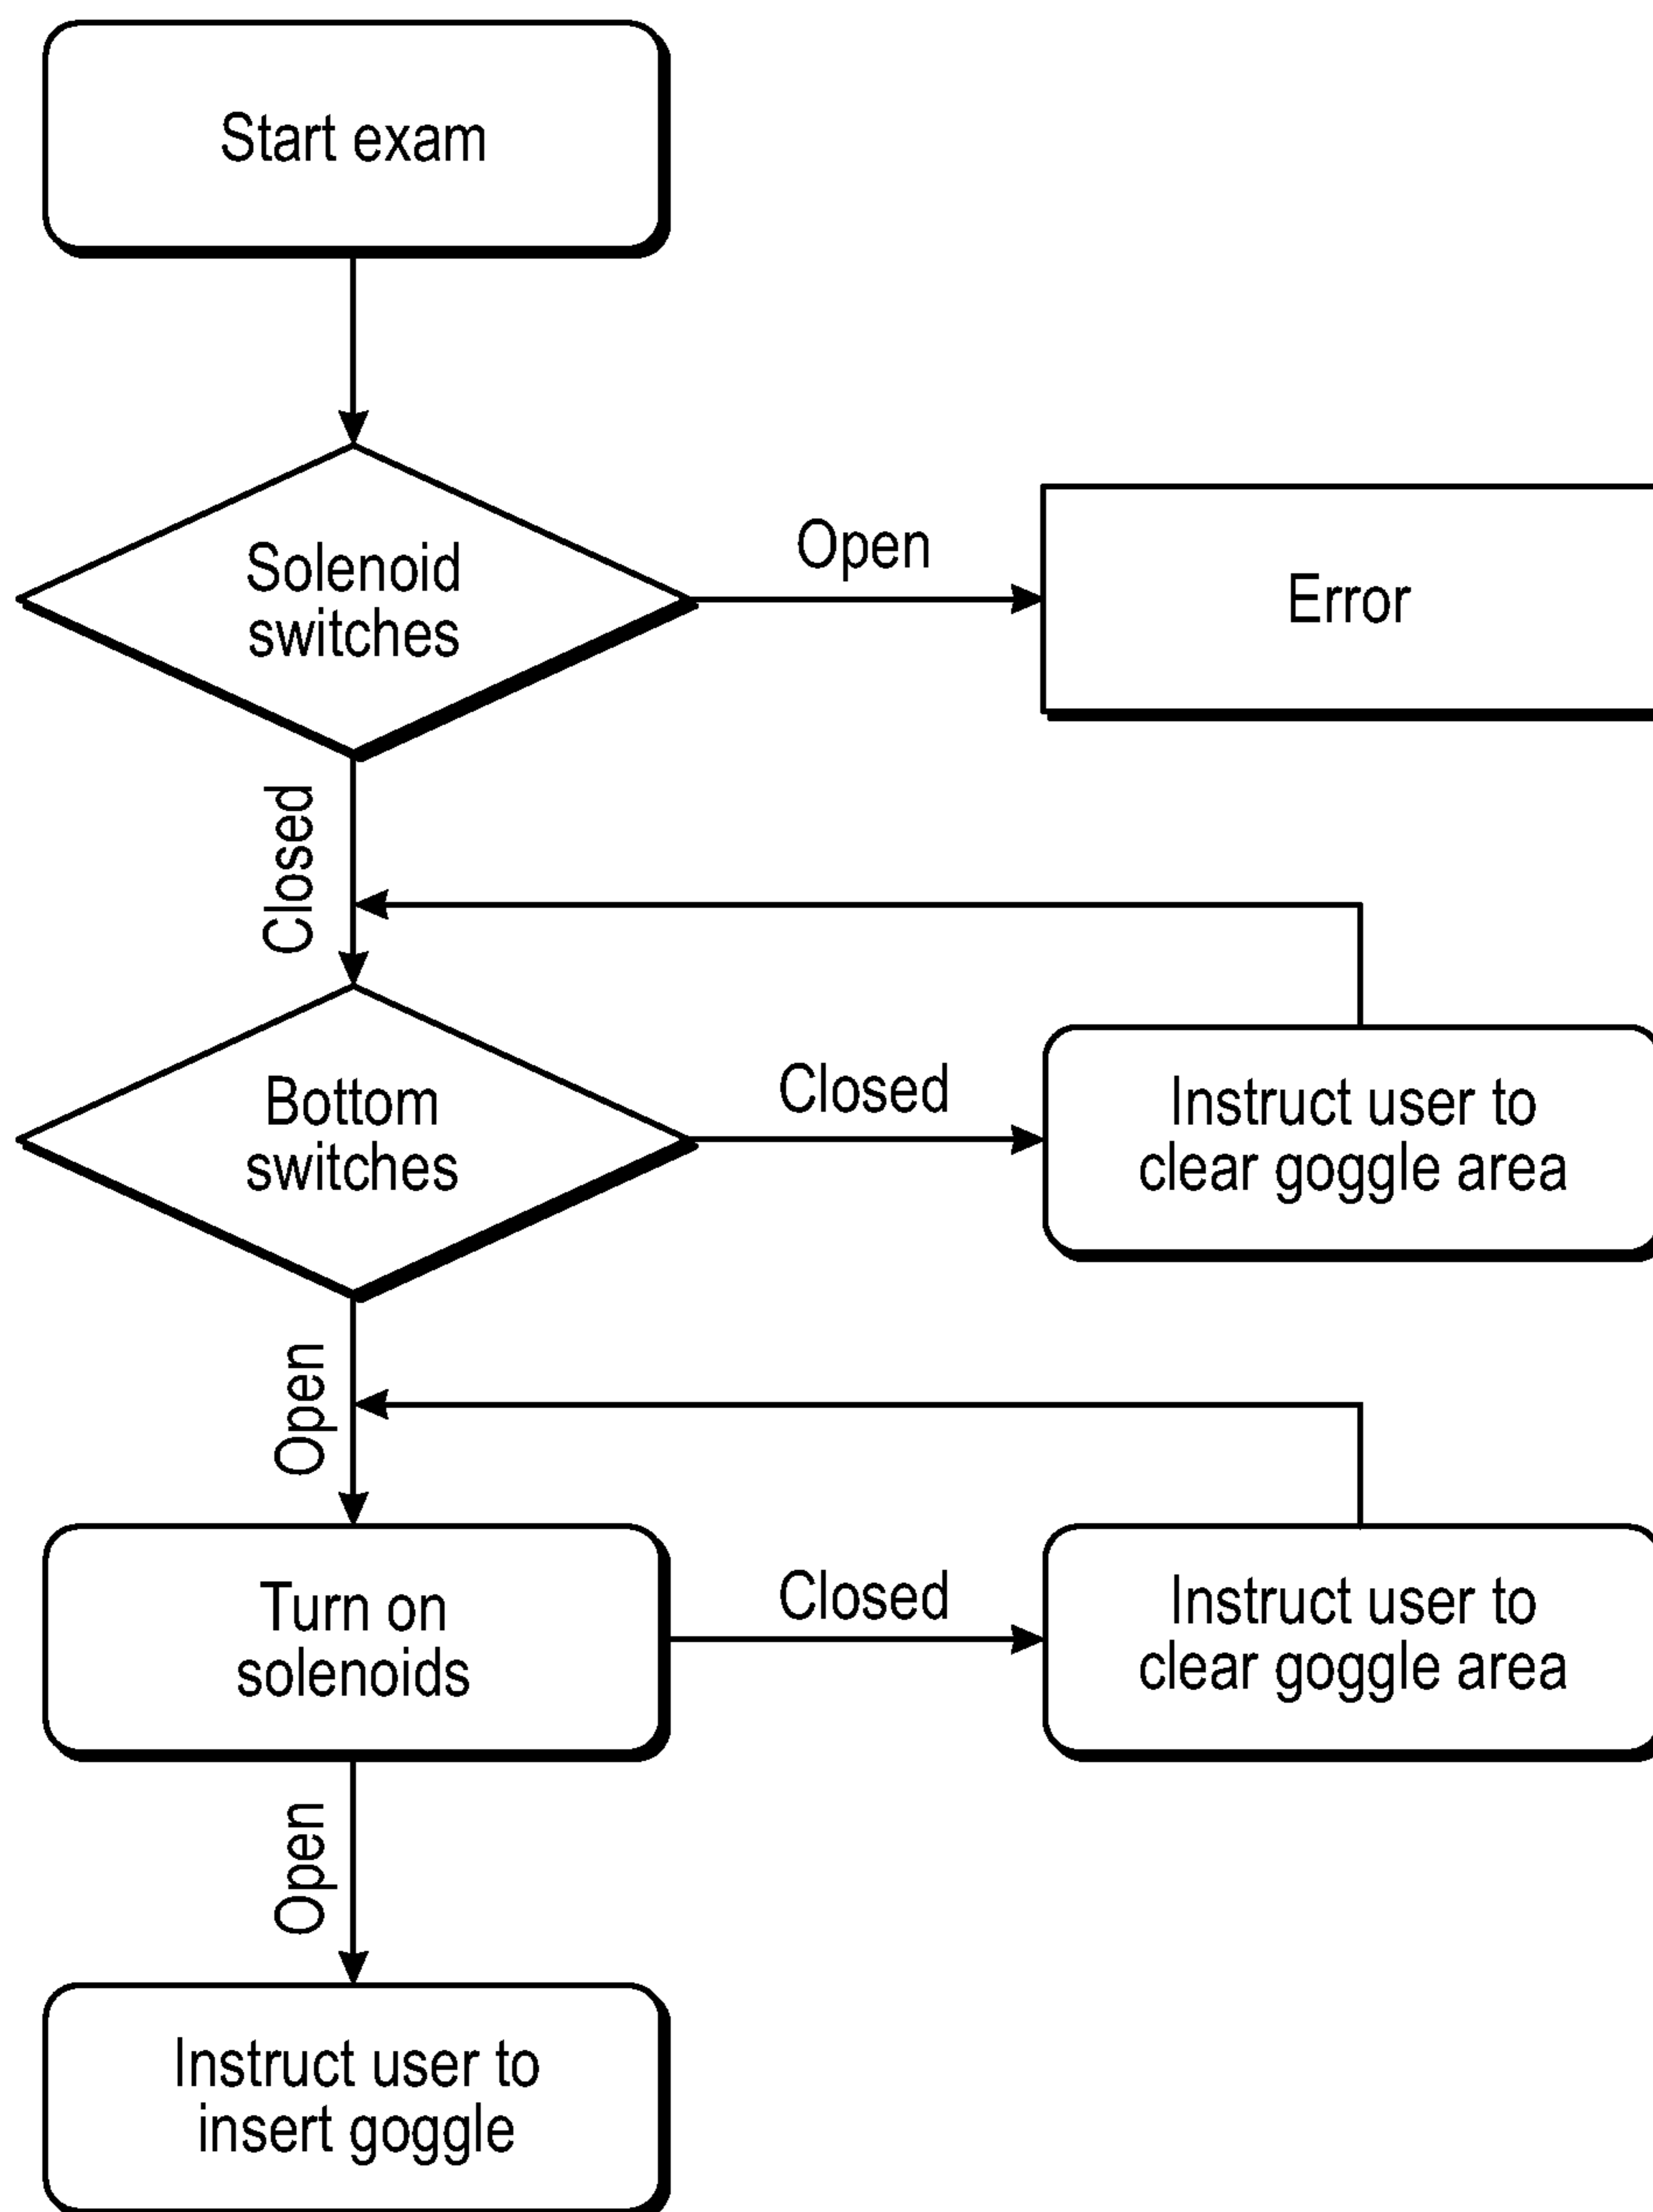 Start exam
Solenoid
switches
Open
Error
Closed
Bottom
switches
Closed
Instruct user to
clear goggle area
Open
Turn on
solenoids
Closed
Instruct user to
clear goggle area
Open
Instruct user to
insert goggle